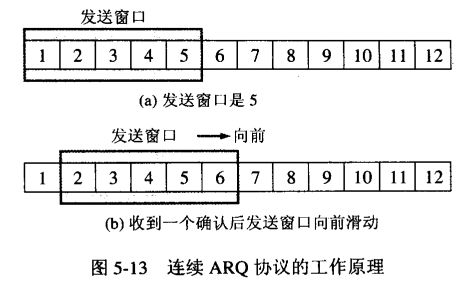 发送窗口
1 2 3 4 5 6 7 8 9 10 11 12
(a) 发送窗口是 5
发送窗口 向前
1 2 3 4 5 6 7 8 9 10 11 12
(b) 收到一个确认后发送窗口向前滑动
图 5-13 连续 ARQ 协议的工作原理